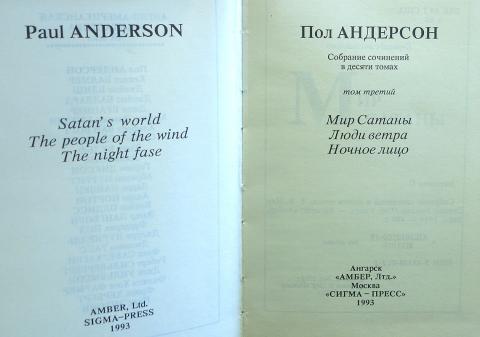 Paul ANDERSON
Satan's world
The people of the wind
The night fase
AMBER, Ltd.
SIGMA-PRESS
1993
Пол АНДЕРСОН
Собрание сочинений
в десяти томах
том третий
Мир Сатаны
Люди ветра
Ночное лицо
Ангарск
«АМБЕР, Лтд.»
Москва
«СИГМА - ПРЕСС»
1993